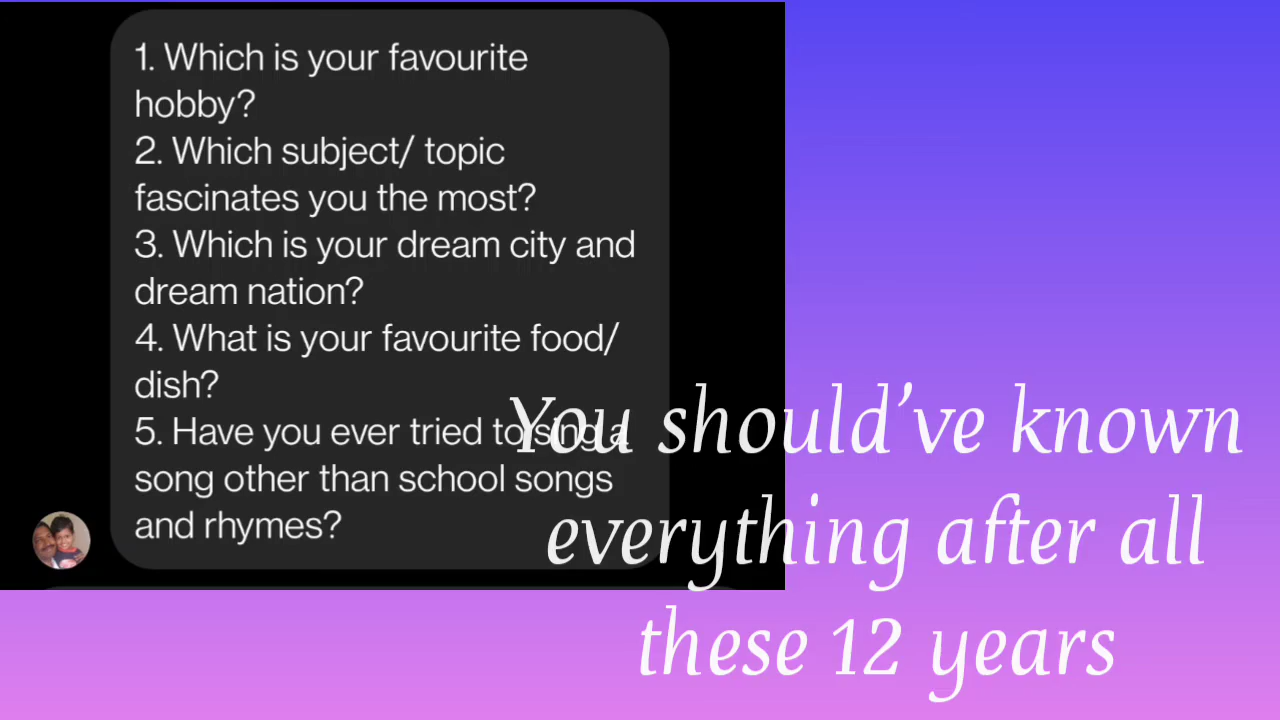 1. Which is your favourite
hobby?
2. Which subject/ topic
fascinates you the most?
3. Which is your dream city and
dream nation?
4. What is your favourite food/
dish?
5. Have you ever tried to sing a
song other than school songs
and rhymes?
You should’ve known
everything after all
these 12 years